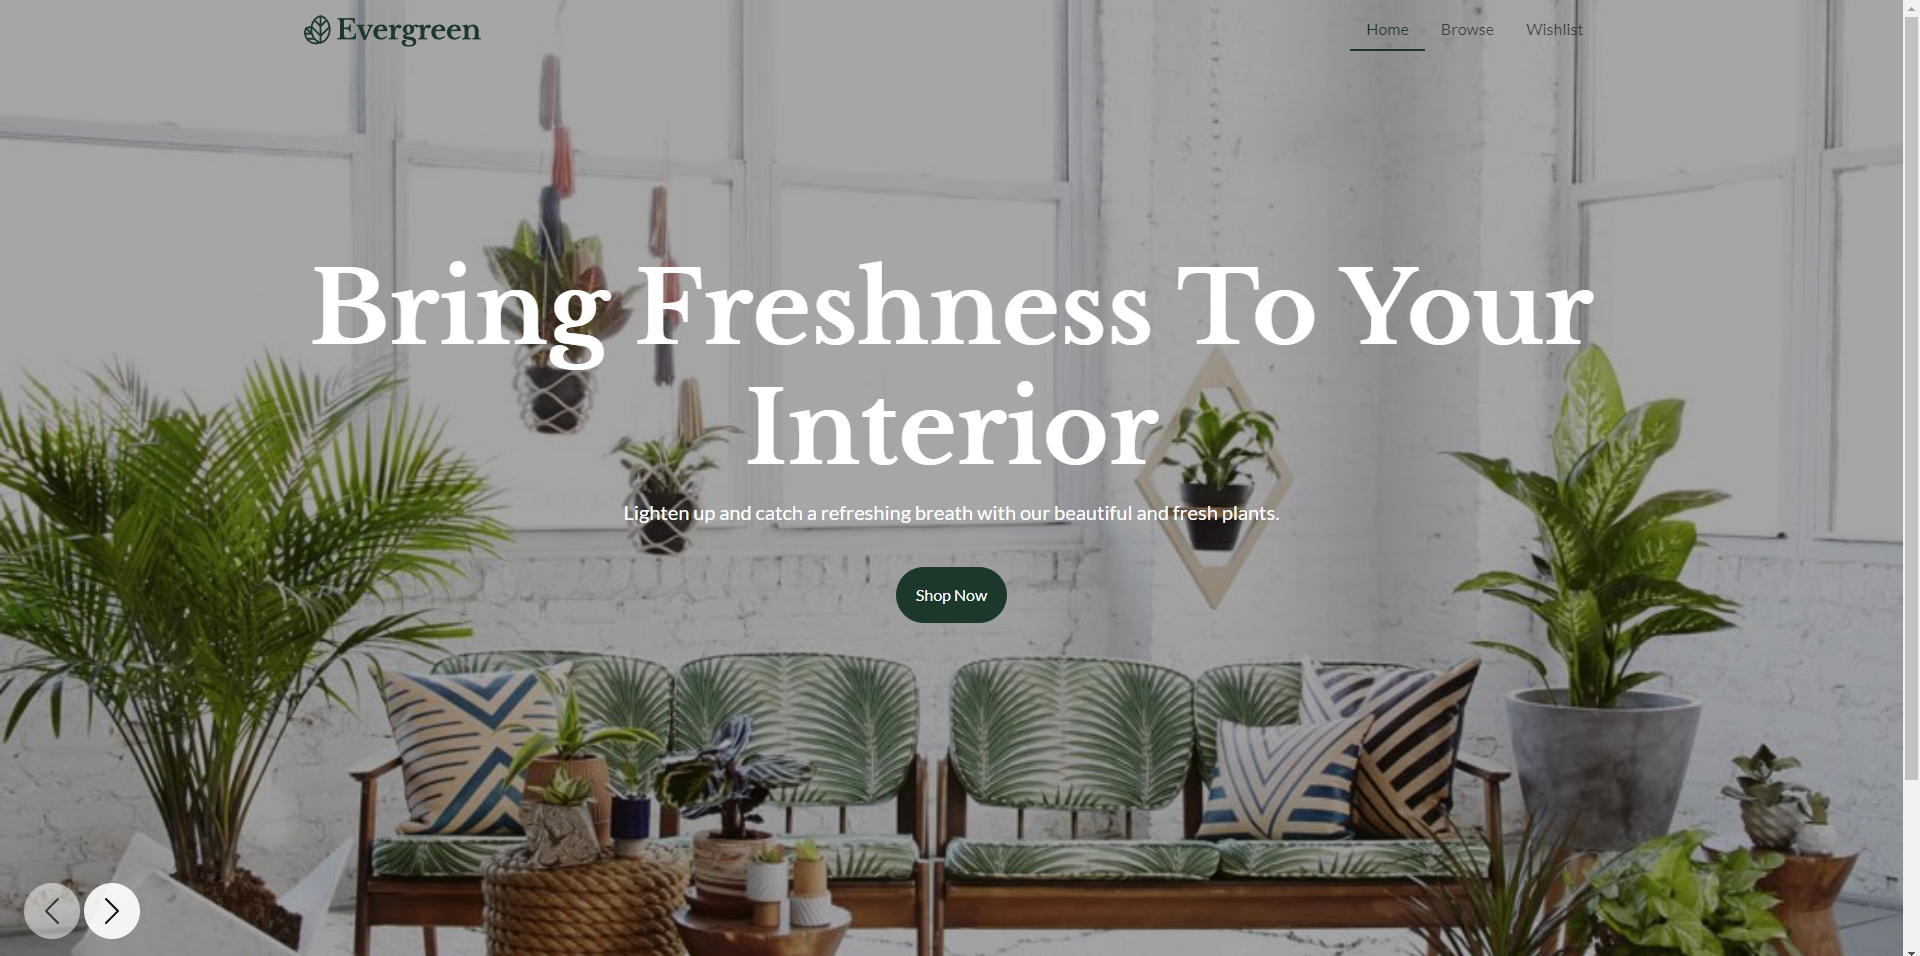 Evergreen
Home Browse Wishlist
Bring Freshness To Your
Interior
Lighten up and catch a refreshing breath with our beautiful and fresh plants.
Shop Now